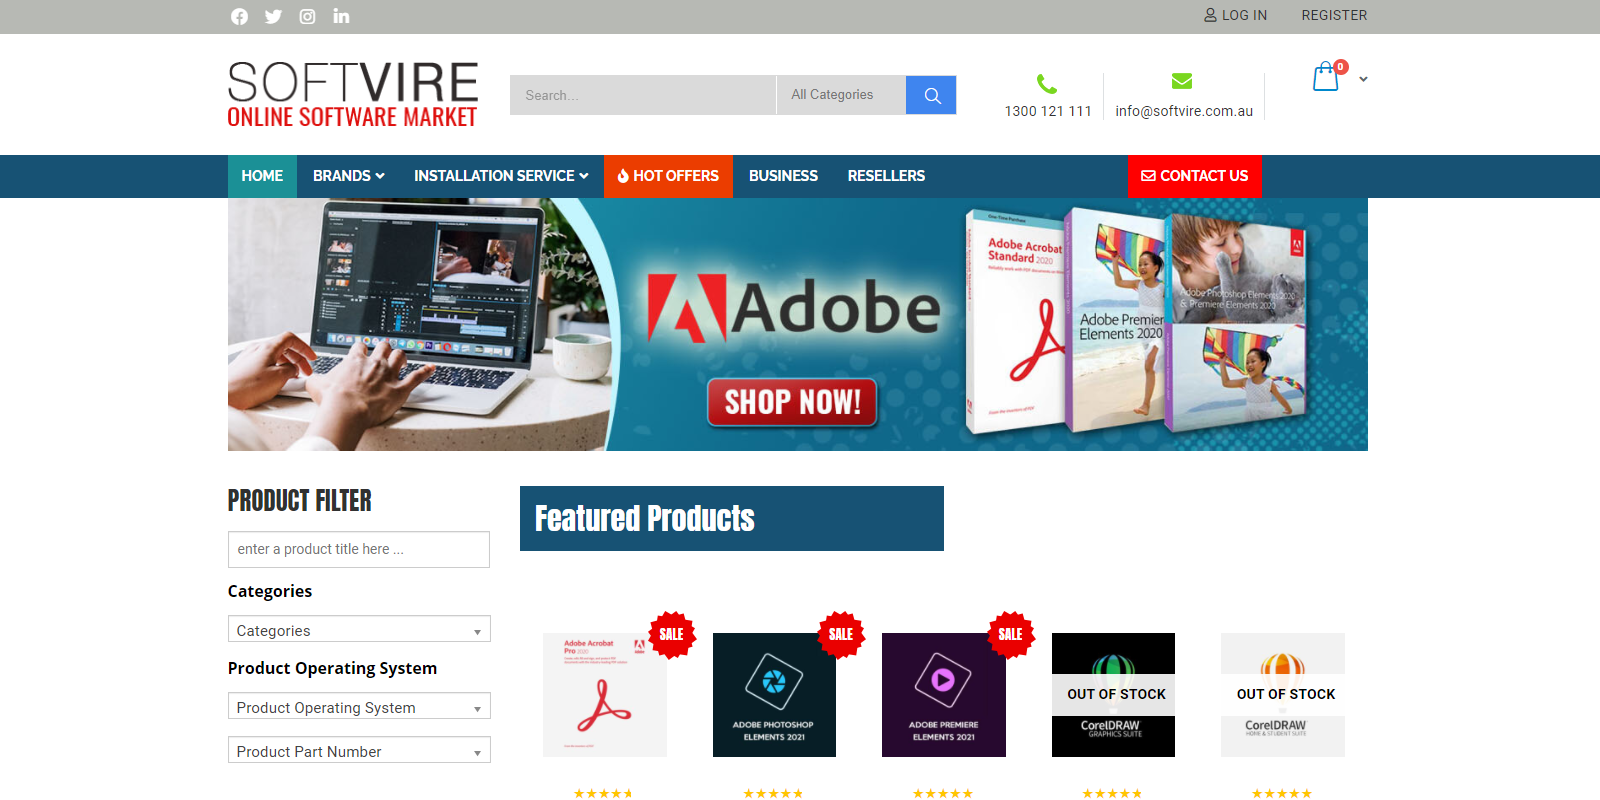 LOG IN
REGISTER
SOFTVIRE
ONLINE SOFTWARE MARKET
Search...
All Categories
1300 121 111
info@softvire.com.au
0
HOME
BRANDS
INSTALLATION SERVICE
HOT OFFERS
BUSINESS
RESELLERS
CONTACT US
Adobe
SHOP NOW!
Adobe Acrobat
Standard 2020
Adobe Premier
Elements 2020
Adobe Photoshop Elements 2020
& Premiere Elements 2020
PRODUCT FILTER
enter a product title here ...
Categories
Categories
Product Operating System
Product Operating System
Product Part Number
Featured Products
SALE
Adobe Acrobat
Pro 2020
SALE
ADOBE PHOTOSHOP
ELEMENTS 2021
SALE
ADOBE PREMIERE
ELEMENTS 2021
OUT OF STOCK
CorelDRAW
GRAPHICS SUITE
OUT OF STOCK
CorelDRAW
HOME & STUDENT SUITE